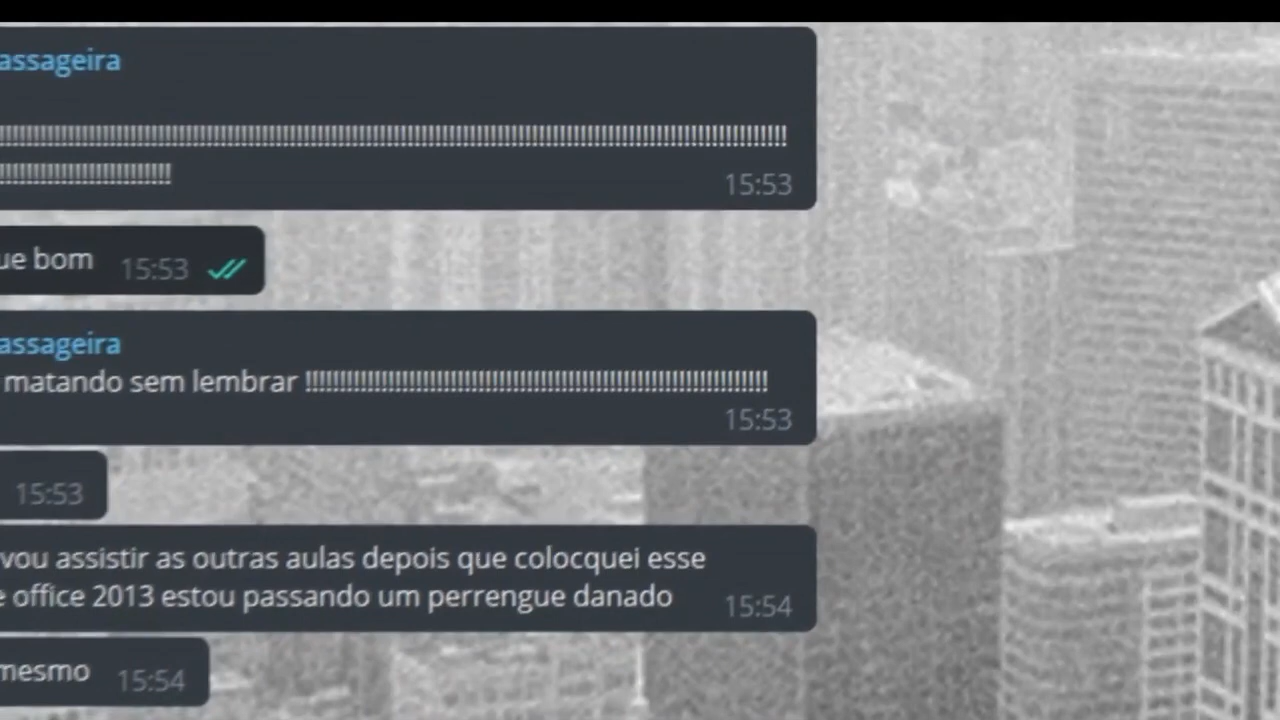 assageira
!!!!!!!!!!!!!!!!!!!!!!!!!!!!!!!!!!!!!!!!!!!!!!!!!!!!!!!!!!!!!!!!!!!!!!!!!!!!!!!!!!!!!!!!!!!!!!!!!!!!!!!!!!!!!!!!!!
!!!!!!!!!!!!!!!!!!!!!!!!!
15:53
ue bom 15:53
assageira
matando sem lembrar !!!!!!!!!!!!!!!!!!!!!!!!!!!!!!!!!!!!!!!!!!!!!!!!!!!!!!!!!!!!!!!!!!!
15:53
15:53
vou assistir as outras aulas depois que colocquei esse
e office 2013 estou passando um perrengue danado 15:54
mesmo 15:54